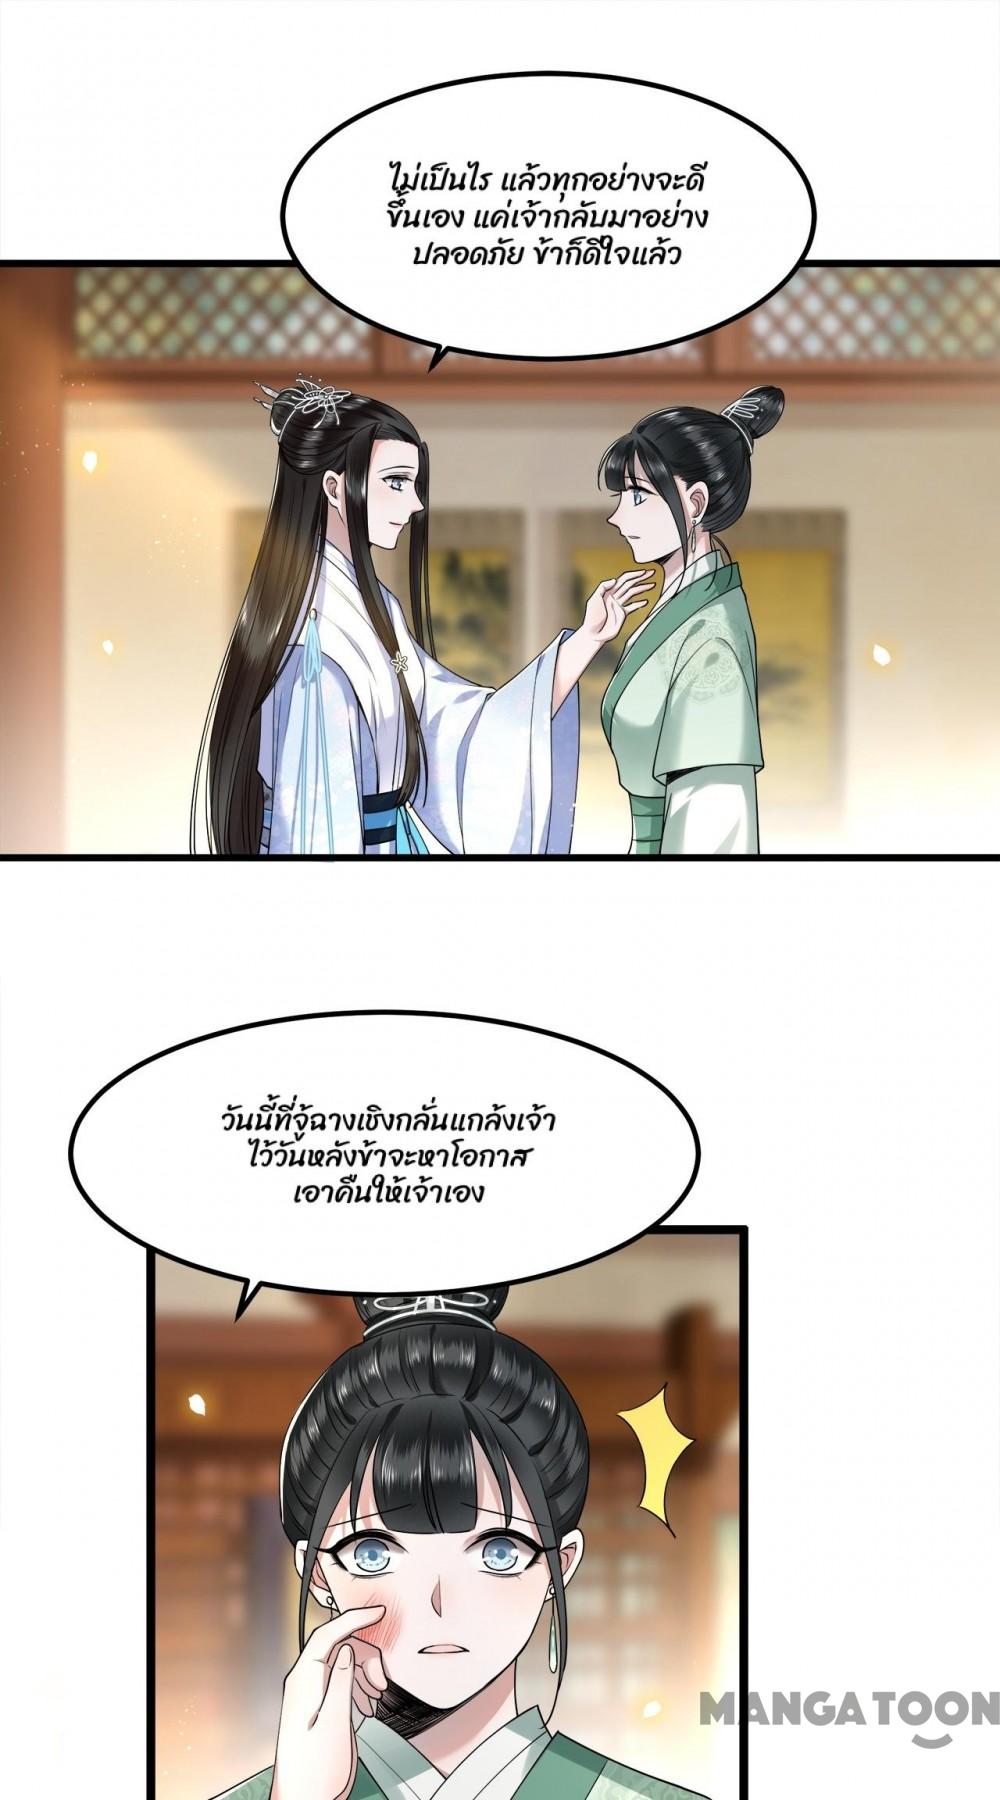 ไม่เป็นไร แล้วทุกอย่างจะดี
ขึ้นเอง แค่เจ้ากลับมาอย่าง
ปลอดภัย ข้าก็ดีใจแล้ว
วันนี้ที่จู้ฉางเชิงกลั่นแกล้งเจ้า
ไว้วันหลังข้าจะหาโอกาส
เอาคืนให้เจ้าเอง
MANGATOON